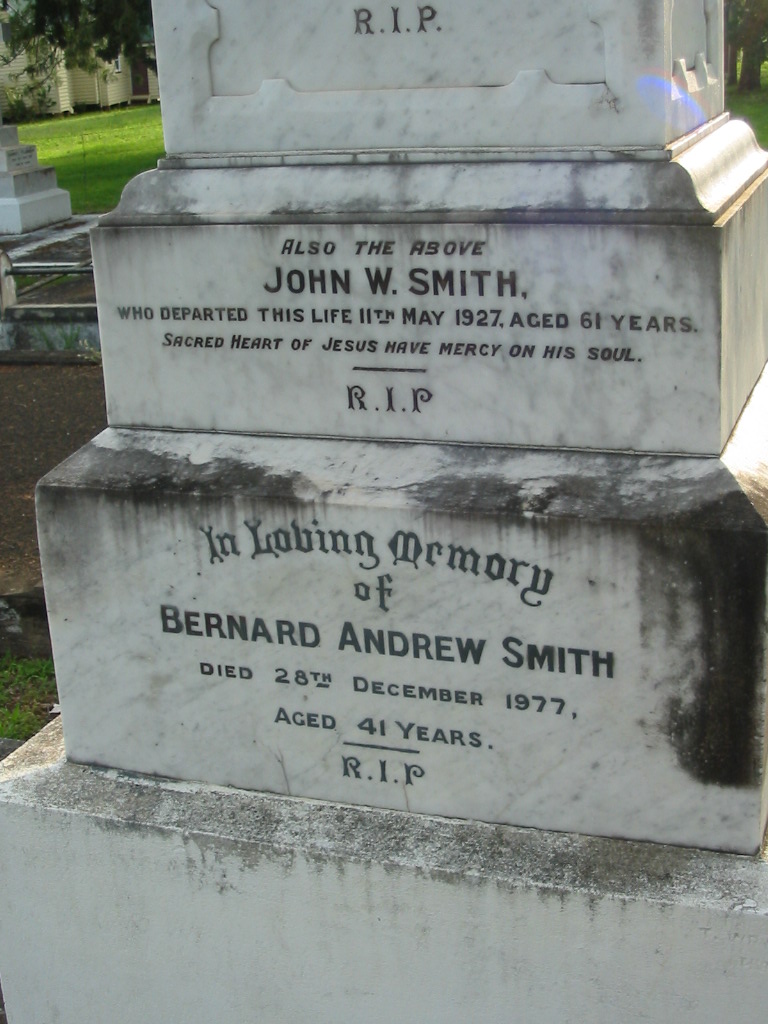 R.I.P.
ALSO THE ABOVE
JOHN W. SMITH,
WHO DEPARTED THIS LIFE 11TH MAY 1927, AGED 61 YEARS.
SACRED HEART OF JESUS HAVE MERCY ON HIS SOUL.
R.I.P
In Loving Memory
of
BERNARD ANDREW SMITH
DIED 28TH DECEMBER 1977,
AGED 41 YEARS.
R.I.P